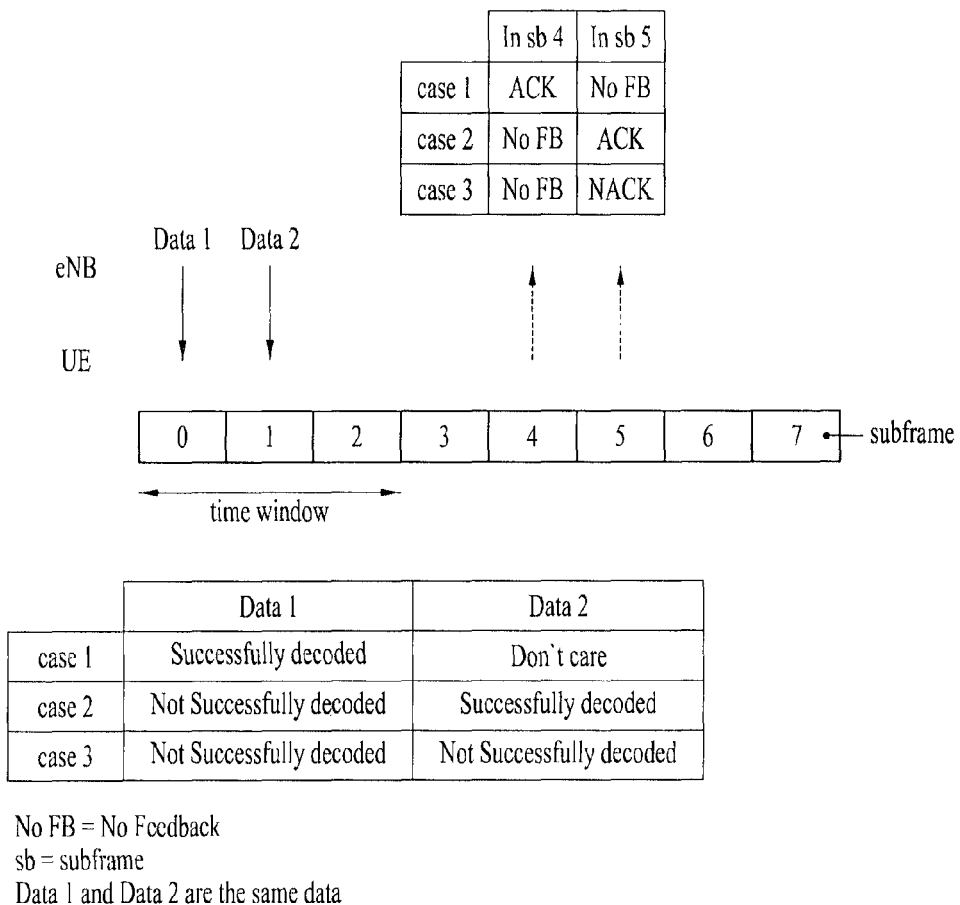 In sb 4 In sb 5
case 1 ACK No FB
case 2 No FB ACK
case 3 No FB NACK
Data 1 Data 2
eNB
UE
0 1 2 3 4 5 6 7 subframe
time window
Data 1 Data 2
case 1 Successfully decoded Don`t care
case 2 Not Successfully decoded Successfully decoded
case 3 Not Successfully decoded Not Successfully decoded
No FB = No Feedback
sb = subframe
Data 1 and Data 2 are the same data